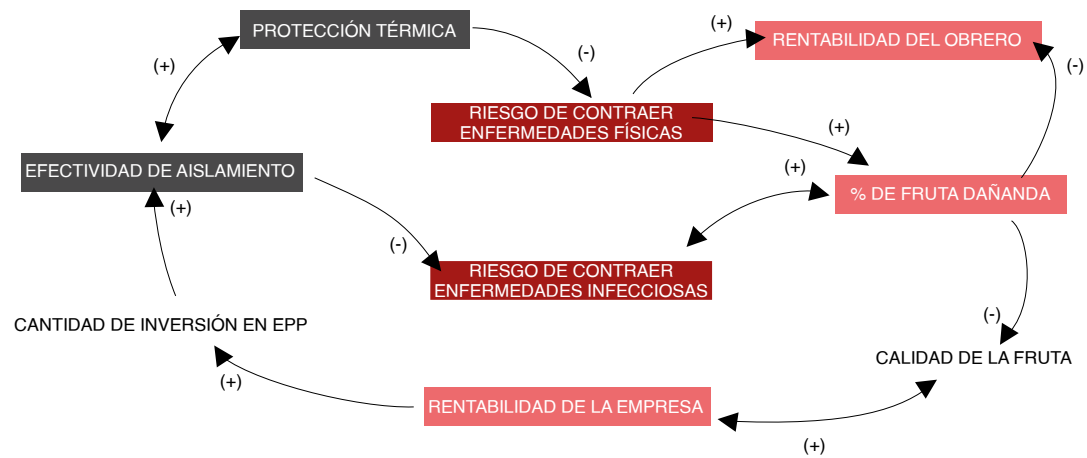 PROTECCIÓN TÉRMICA
(+)
RENTABILIDAD DEL OBRERO
(+)
(-)
(-)
RIESGO DE CONTRAER
ENFERMEDADES FÍSICAS
(+)
EFECTIVIDAD DE AISLAMIENTO
(+)
% DE FRUTA DAÑANDA
(+)
(-)
RIESGO DE CONTRAER
ENFERMEDADES INFECCIOSAS
CANTIDAD DE INVERSIÓN EN EPP
(-)
CALIDAD DE LA FRUTA
(+)
RENTABILIDAD DE LA EMPRESA
(+)